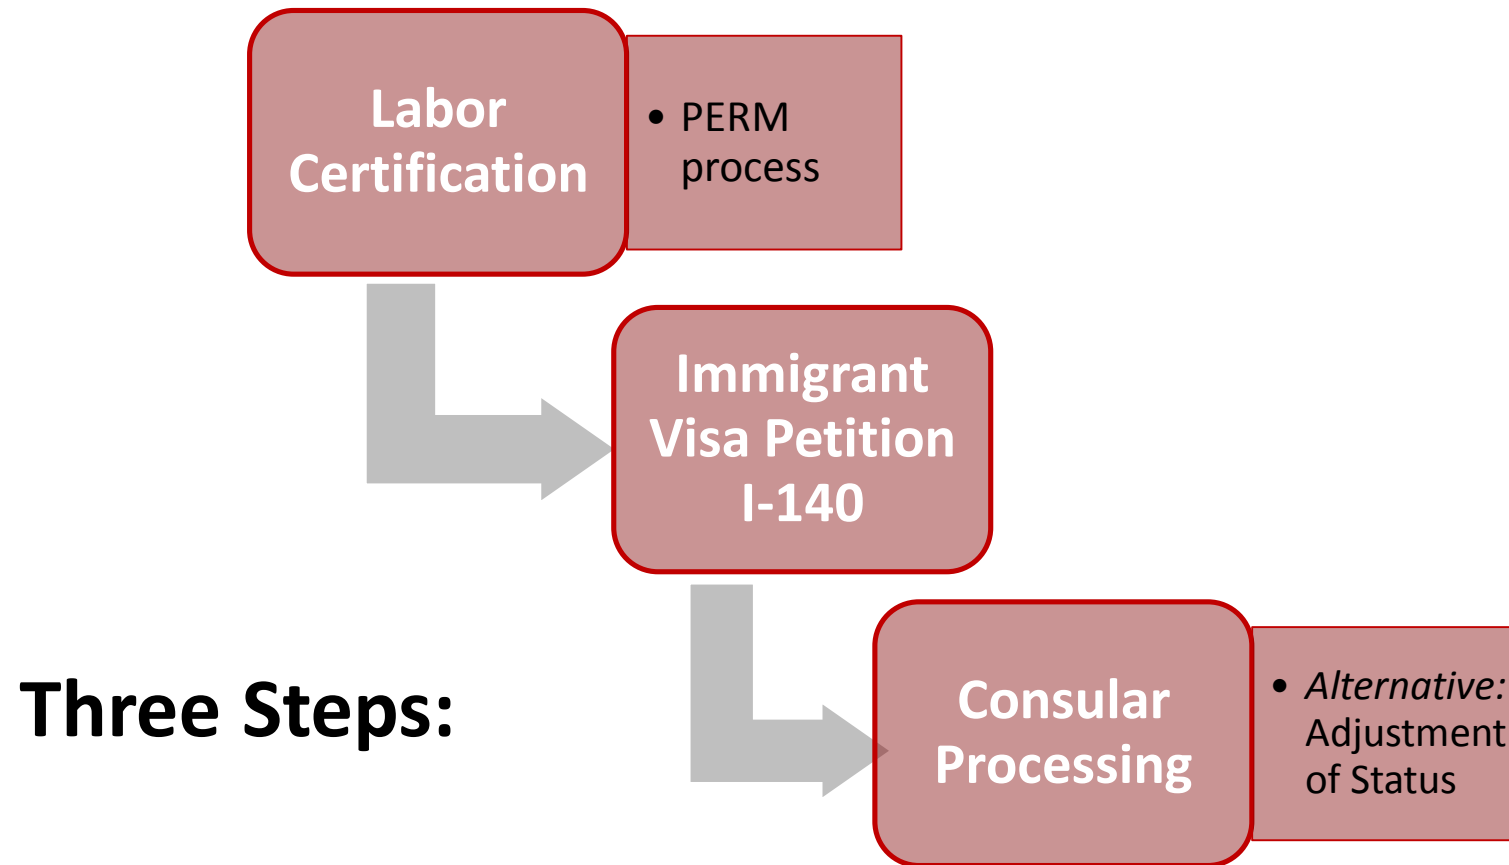 Labor
Certification
• PERM
process
Immigrant
Visa Petition
I-140
Three Steps:
Consular
Processing
• Alternative:
Adjustment
of Status